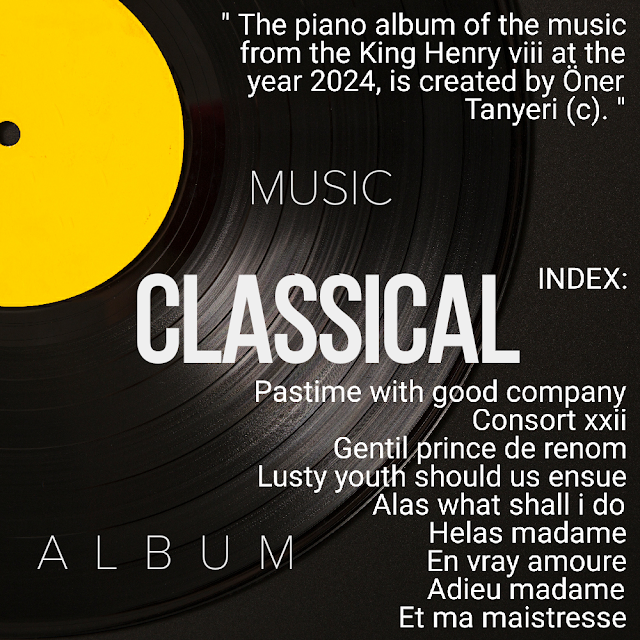 " The piano album of the music
from the King Henry viii at the
year 2024, is created by Öner
Tanyeri (c). "
MUSIC
INDEX:
CLASSICAL
Pastime with good company
Consort xxii
Gentil prince de renom
Lusty youth should us ensue
Alas what shall i do
Helas madame
En vray amoure
Adieu madame
Et ma maistresse
ALBUM